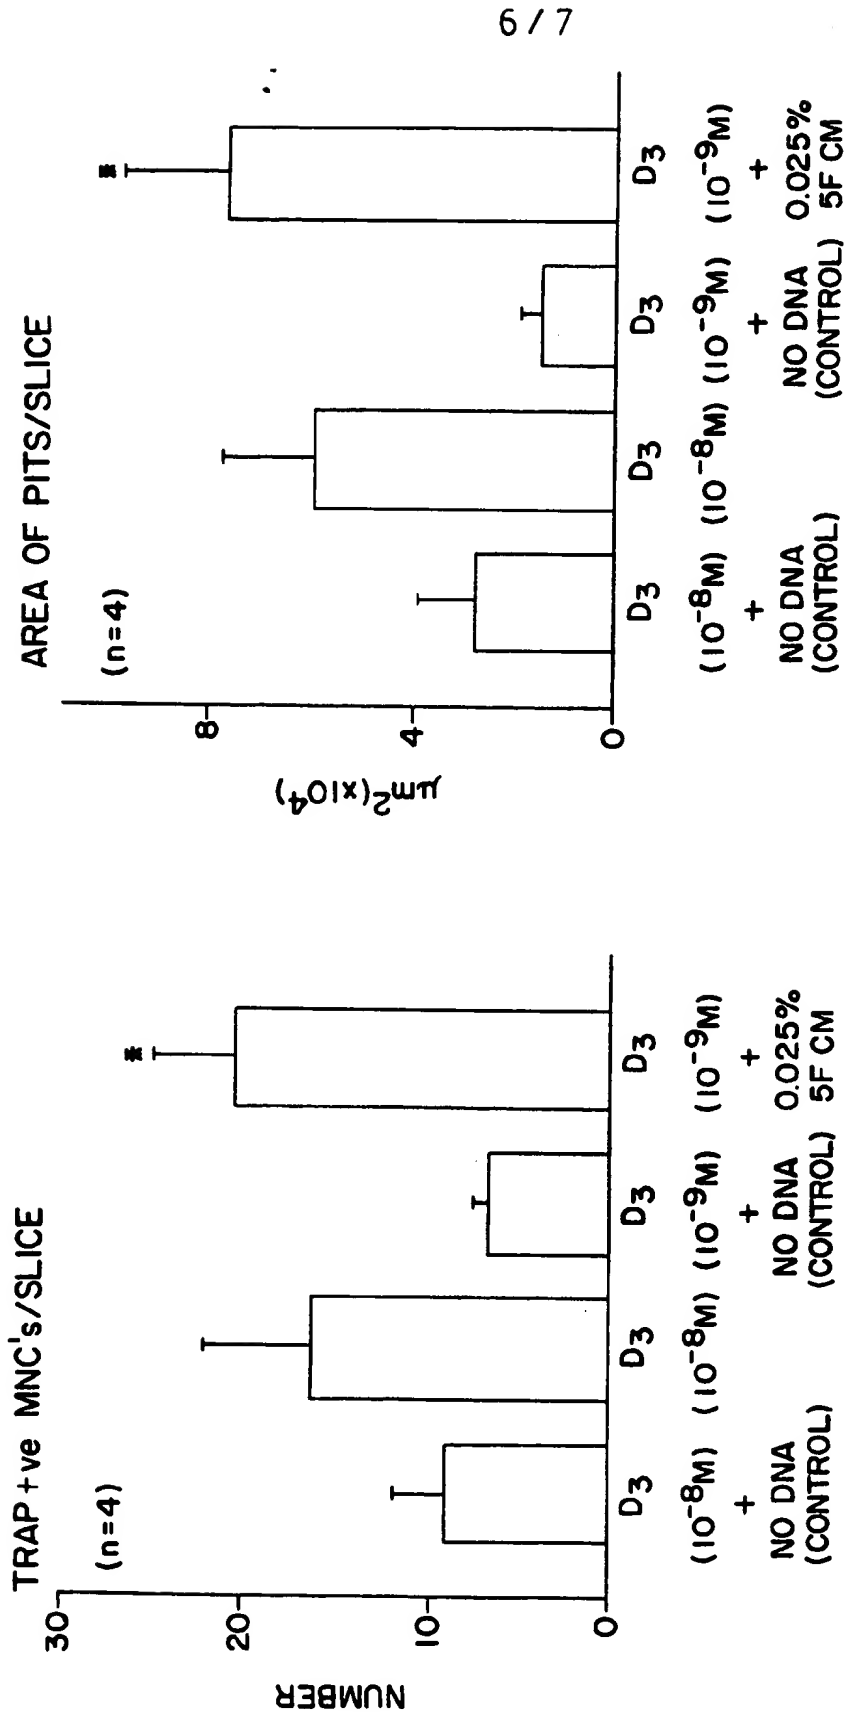 6 / 7
TRAP +ve MNC's/SLICE
(n=4)
30
20
10
0
NUMBER
D3 D3 D3 D3
(10-8M) (10-8M) (10-9M) (10-9M)
+ + +
NO DNA NO DNA 0.025%
(CONTROL) (CONTROL) 5F CM
*
AREA OF PITS/SLICE
(n=4)
8
4
0
μm2(x104)
D3 D3 D3 D3
(10-8M) (10-8M) (10-9M) (10-9M)
+ + +
NO DNA NO DNA 0.025%
(CONTROL) (CONTROL) 5F CM
*